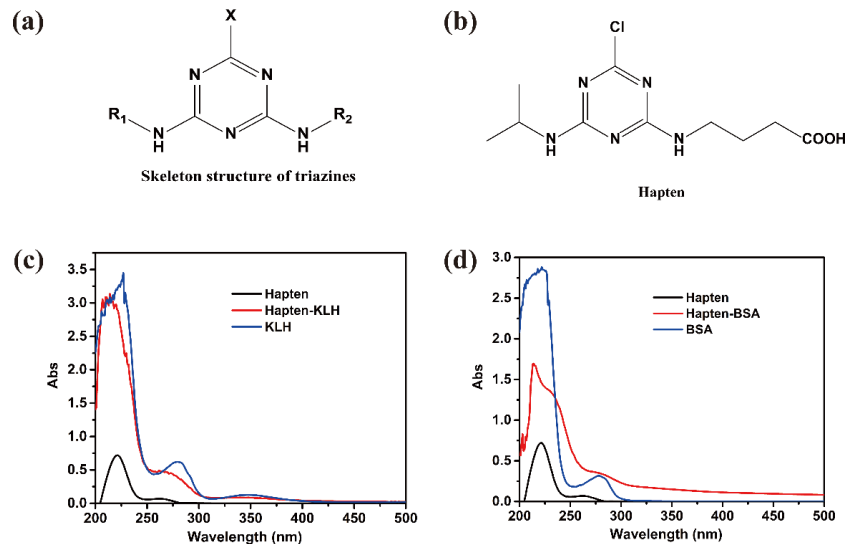 (a)
X
N
N
R1
N
R2
N
H
N
H
Skeleton structure of triazines
(b)
Cl
N
N
N
H
N
N
H
COOH
Hapten
(c)
3.5
3.0
2.5
2.0
1.5
1.0
0.5
0.0
Abs
Hapten
Hapten-KLH
KLH
200 250 300 350 400 450 500
Wavelength (nm)
(d)
3.0
2.5
2.0
1.5
1.0
0.5
0.0
Abs
Hapten
Hapten-BSA
BSA
200 250 300 350 400 450 500
Wavelength (nm)